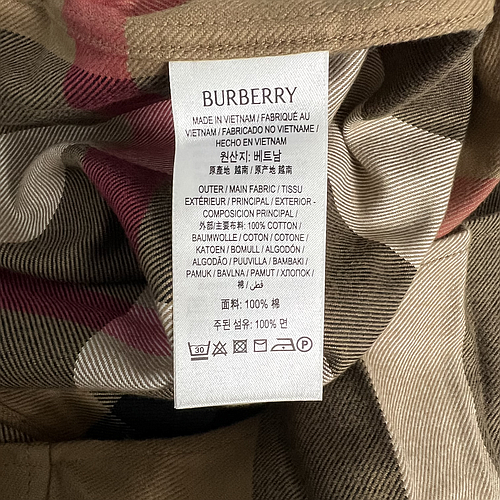 BURBERRY
MADE IN VIETNAM / FABRIQUÉ AU
VIETNAM / FABRICADO NO VIETNAME /
HECHO EN VIETNAM
원산지: 베트남
原產地 越南 / 原产地 越南
OUTER / MAIN FABRIC / TISSU
EXTÉRIEUR / PRINCIPAL / EXTERIOR -
COMPOSICION PRINCIPAL /
外部/主要布料: 100% COTTON /
BAUMWOLLE / COTON / COTONE /
KATOEN / BOMULL / ALGODÓN /
ALGODÃO / PUUVILLA / BAMBAKI /
PAMUK / BAVLNA / PAMUT / ХЛОПОК /
棉 / قطن /
面料: 100% 棉
주된 섬유: 100% 면
30 P